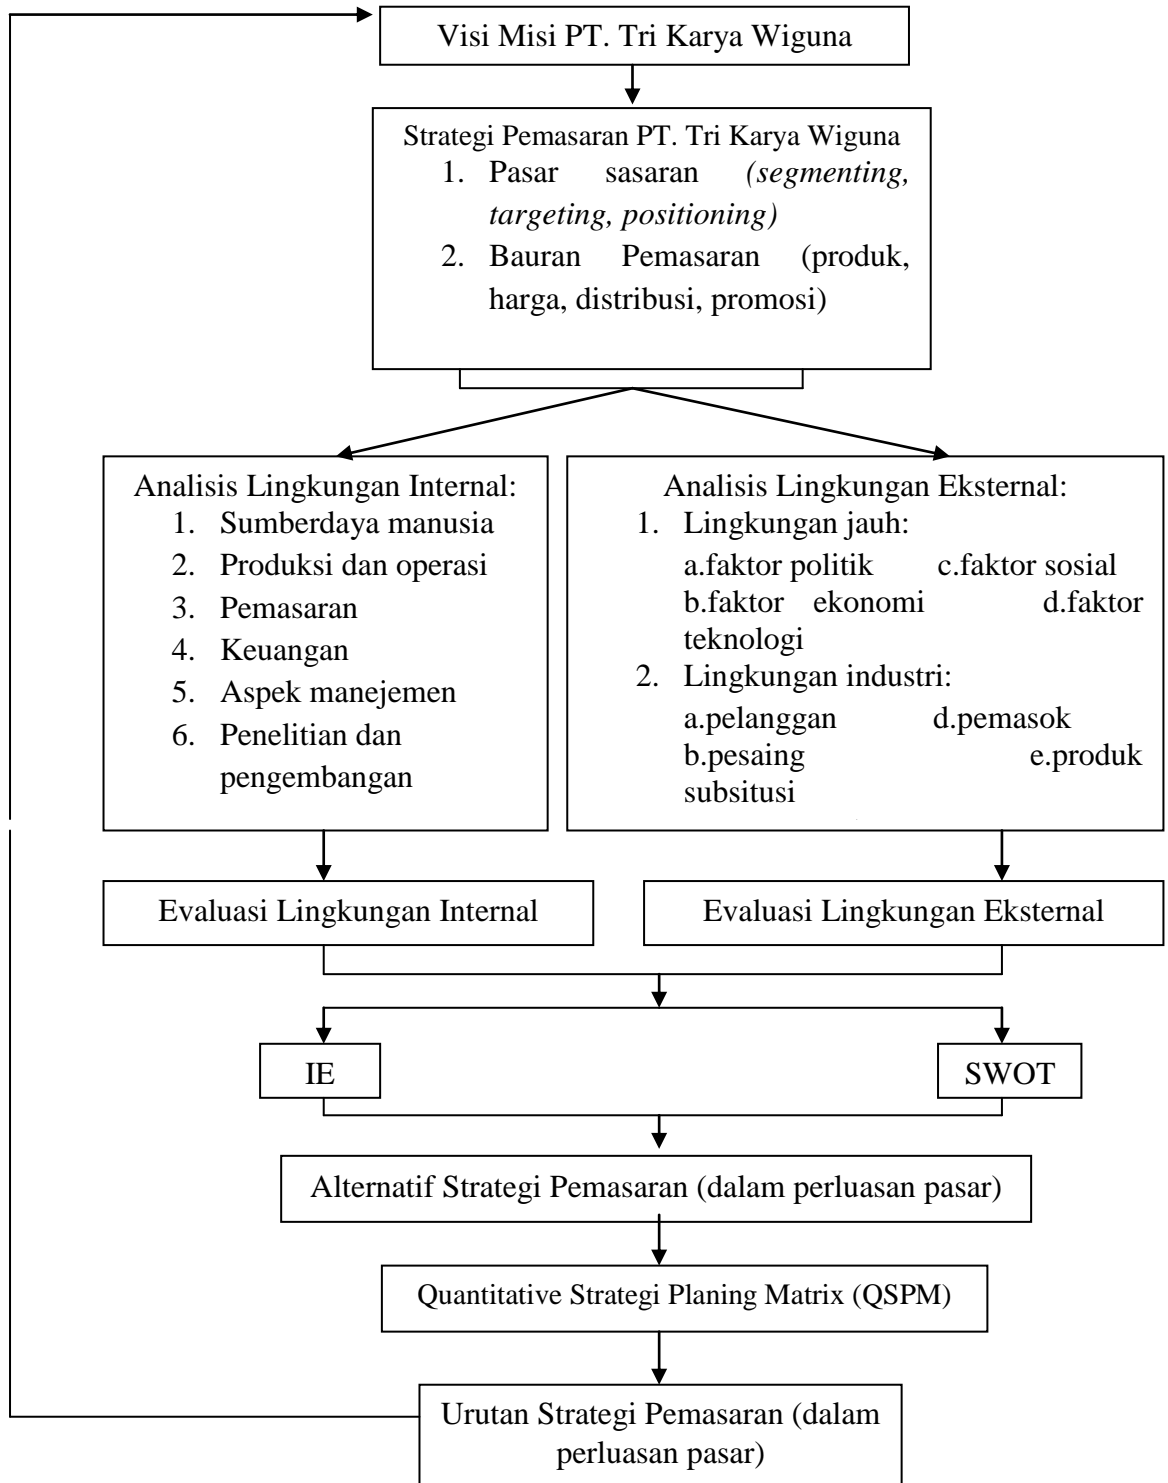 Visi Misi PT. Tri Karya Wiguna
Strategi Pemasaran PT. Tri Karya Wiguna
1. Pasar sasaran (segmenting,
targeting, positioning)
2. Bauran Pemasaran (produk,
harga, distribusi, promosi)
Analisis Lingkungan Internal:
1. Sumberdaya manusia
2. Produksi dan operasi
3. Pemasaran
4. Keuangan
5. Aspek manejemen
6. Penelitian dan
pengembangan
Analisis Lingkungan Eksternal:
1. Lingkungan jauh:
a.faktor politik c.faktor sosial
b.faktor ekonomi d.faktor
teknologi
2. Lingkungan industri:
a.pelanggan d.pemasok
b.pesaing e.produk
subsitusi
Evaluasi Lingkungan Internal
Evaluasi Lingkungan Eksternal
IE
SWOT
Alternatif Strategi Pemasaran (dalam perluasan pasar)
Quantitative Strategi Planing Matrix (QSPM)
Urutan Strategi Pemasaran (dalam
perluasan pasar)